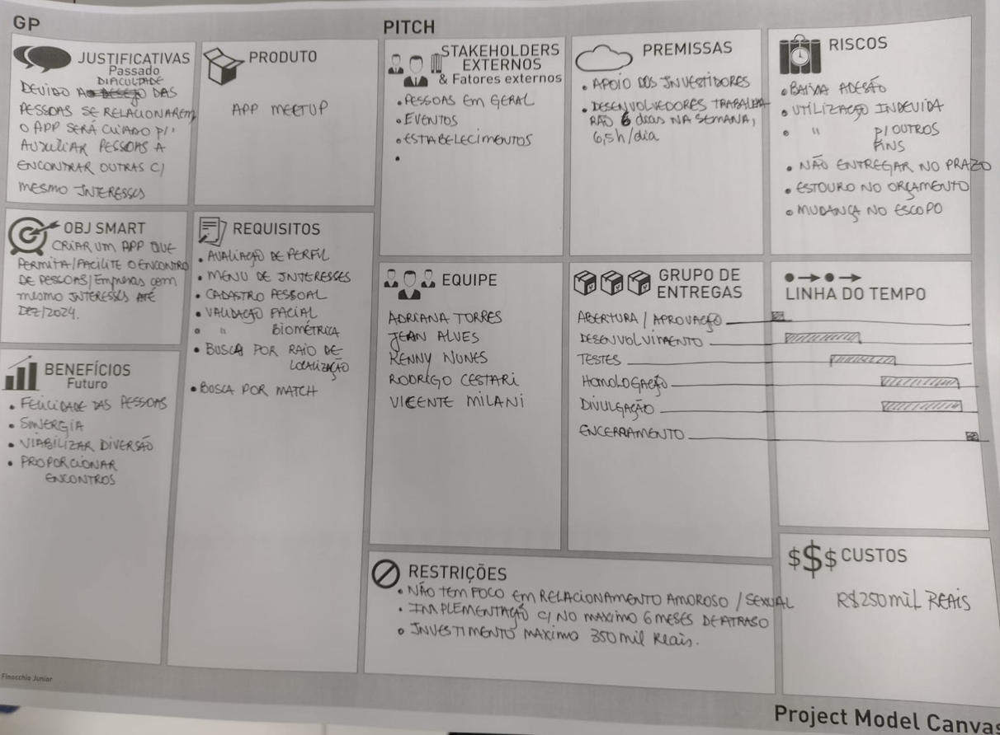 GP
PITCH
JUSTIFICATIVAS
Passado
DIFICULDADE
DEVIDO A DESEJO DAS
PESSOAS SE RELACIONAREM
O APP SERÁ CRIADO P/
AUXILIAR PESSOAS A
ENCONTRAR OUTRAS C/
MESMO INTERESSES
PRODUTO
APP MEETUP
STAKEHOLDERS
EXTERNOS
& Fatores externos
• PESSOAS EM GERAL
• EVENTOS
• ESTABELECIMENTOS
•
PREMISSAS
• APOIO DOS INVESTIDORES
• DESENVOLVEDORES TRABALHA
RÃO 6 dias NA SEMANA,
6,5h/dia
RISCOS
• BAIXA ADESÃO
• UTILIZAÇÃO INDEVIDA
• " P/ OUTROS
FINS
• NÃO ENTREGAR NO PRAZO
• ESTOURO NO ORÇAMENTO
• MUDANÇA NO ESCOPO
OBJ SMART
CRIAR UM APP QUE
PERMITA/FACILITE O ENCONTRO
DE PESSOAS/Empresas com
mesmo INTERESSES ATÉ
DEZ/2024.
REQUISITOS
• AVALIAÇÃO DE PERFIL
• MENU DE INTERESSES
• CADASTRO PESSOAL
• VALIDAÇÃO FACIAL
• " BIOMÉTRICA
• BUSCA POR RAIO DE
LOCALIZAÇÃO
• BUSCA POR MATCH
BENEFÍCIOS
Futuro
• FELICIDADE DAS PESSOAS
• SINERGIA
• VIABILIZAR DIVERSÃO
• PROPORCIONAR
ENCONTROS
EQUIPE
ADRIANA TORRES
JEAN ALVES
KENNY NUNES
RODRIGO CESTARI
VICENTE MILANI
GRUPO DE
ENTREGAS
ABERTURA / APROVAÇÃO
DESENVOLVIMENTO
TESTES
HOMOLOGAÇÃO
DIVULGAÇÃO
ENCERRAMENTO
LINHA DO TEMPO
RESTRIÇÕES
• NÃO TEM FOCO EM RELACIONAMENTO AMOROSO / SEXUAL
• IMPLEMENTAÇÃO C/ NO MAXIMO 6 MESES DE ATRASO
• INVESTIMENTO MAXIMO 350 mil Reais.
$$$ CUSTOS
R$ 250 MIL REAIS
Finocchio Junior
Project Model Canvas